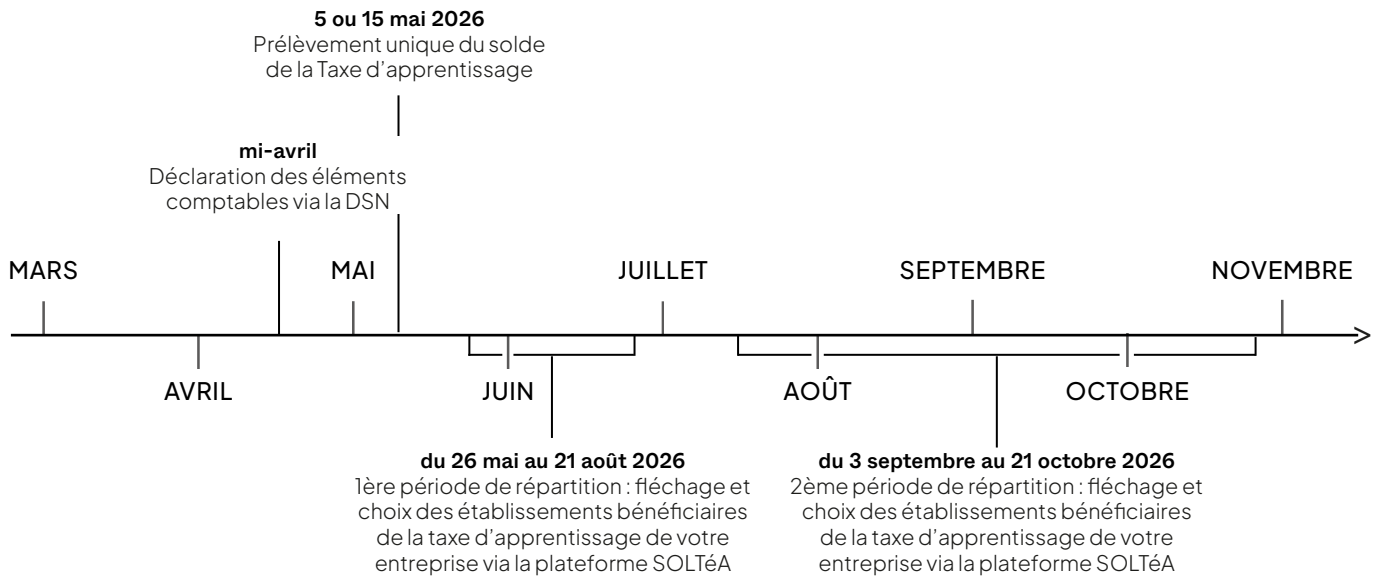 5 ou 15 mai 2026
Prélèvement unique du solde
de la Taxe d’apprentissage
mi-avril
Déclaration des éléments
comptables via la DSN
MARS
MAI
JUILLET
SEPTEMBRE
NOVEMBRE
AVRIL
JUIN
AOÛT
OCTOBRE
du 26 mai au 21 août 2026
1ère période de répartition : fléchage et
choix des établissements bénéficiaires
de la taxe d’apprentissage de votre
entreprise via la plateforme SOLTéA
du 3 septembre au 21 octobre 2026
2ème période de répartition : fléchage et
choix des établissements bénéficiaires
de la taxe d’apprentissage de votre
entreprise via la plateforme SOLTéA